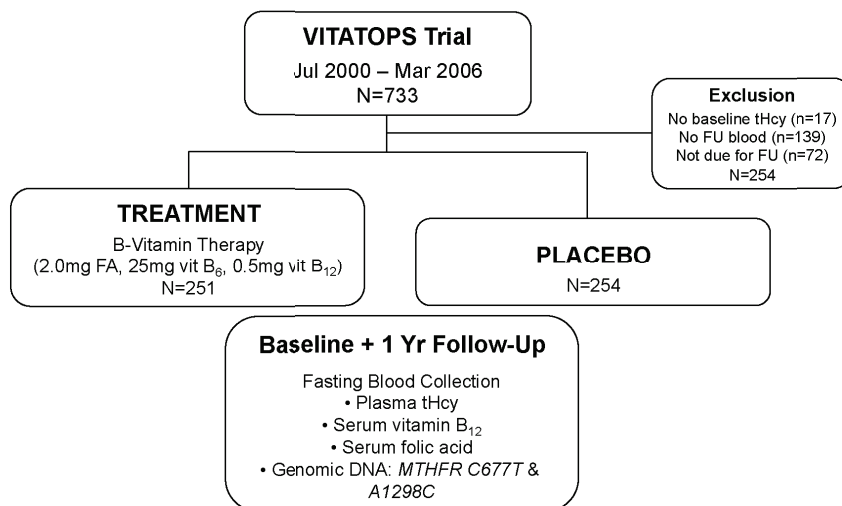 VITATOPS Trial
Jul 2000 – Mar 2006
N=733
Exclusion
No baseline tHcy (n=17)
No FU blood (n=139)
Not due for FU (n=72)
N=254
TREATMENT
B-Vitamin Therapy
(2.0mg FA, 25mg vit B₆, 0.5mg vit B₁₂)
N=251
PLACEBO
N=254
Baseline + 1 Yr Follow-Up
Fasting Blood Collection
• Plasma tHcy
• Serum vitamin B₁₂
• Serum folic acid
• Genomic DNA: MTHFR C677T &
A1298C